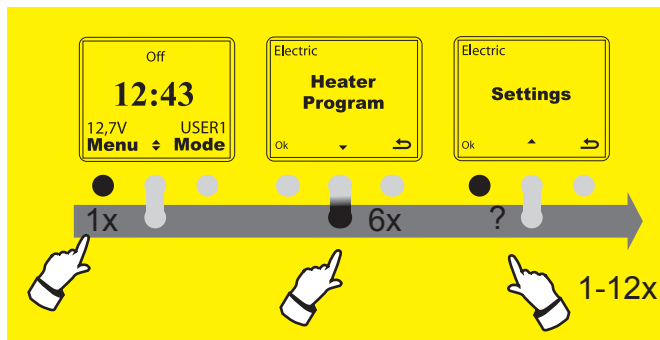 Off
12:43
12,7V USER1
Menu Mode
Electric
Heater
Program
Ok
Electric
Settings
Ok
1x
6x
?
1-12x